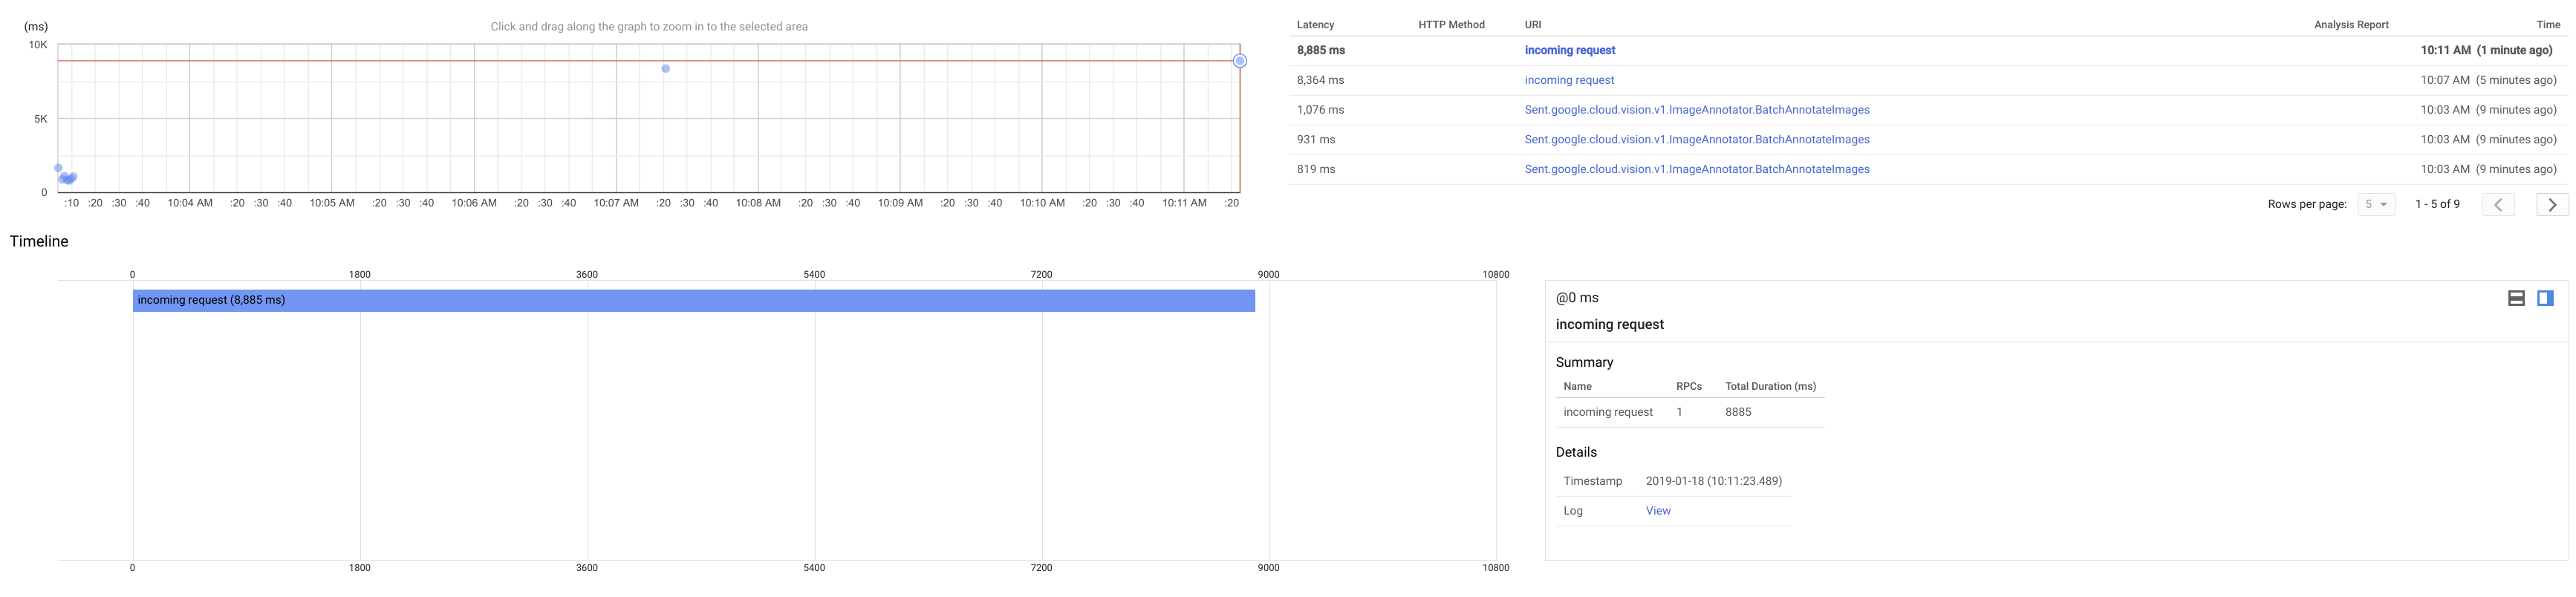 (ms)
Click and drag along the graph to zoom in to the selected area
10K
5K
0
:10 :20 :30 :40 10:04 AM :20 :30 :40 10:05 AM :20 :30 :40 10:06 AM :20 :30 :40 10:07 AM :20 :30 :40 10:08 AM :20 :30 :40 10:09 AM :20 :30 :40 10:10 AM :20 :30 :40 10:11 AM :20
Latency HTTP Method URI Analysis Report Time
8,885 ms incoming request 10:11 AM (1 minute ago)
8,364 ms incoming request 10:07 AM (5 minutes ago)
1,076 ms Sent.google.cloud.vision.v1.ImageAnnotator.BatchAnnotateImages 10:03 AM (9 minutes ago)
931 ms Sent.google.cloud.vision.v1.ImageAnnotator.BatchAnnotateImages 10:03 AM (9 minutes ago)
819 ms Sent.google.cloud.vision.v1.ImageAnnotator.BatchAnnotateImages 10:03 AM (9 minutes ago)
Rows per page: 5 1 - 5 of 9
Timeline
0 1800 3600 5400 7200 9000 10800
incoming request (8,885 ms)
0 1800 3600 5400 7200 9000 10800
@0 ms
incoming request
Summary
Name RPCs Total Duration (ms)
incoming request 1 8885
Details
Timestamp 2019-01-18 (10:11:23.489)
Log View